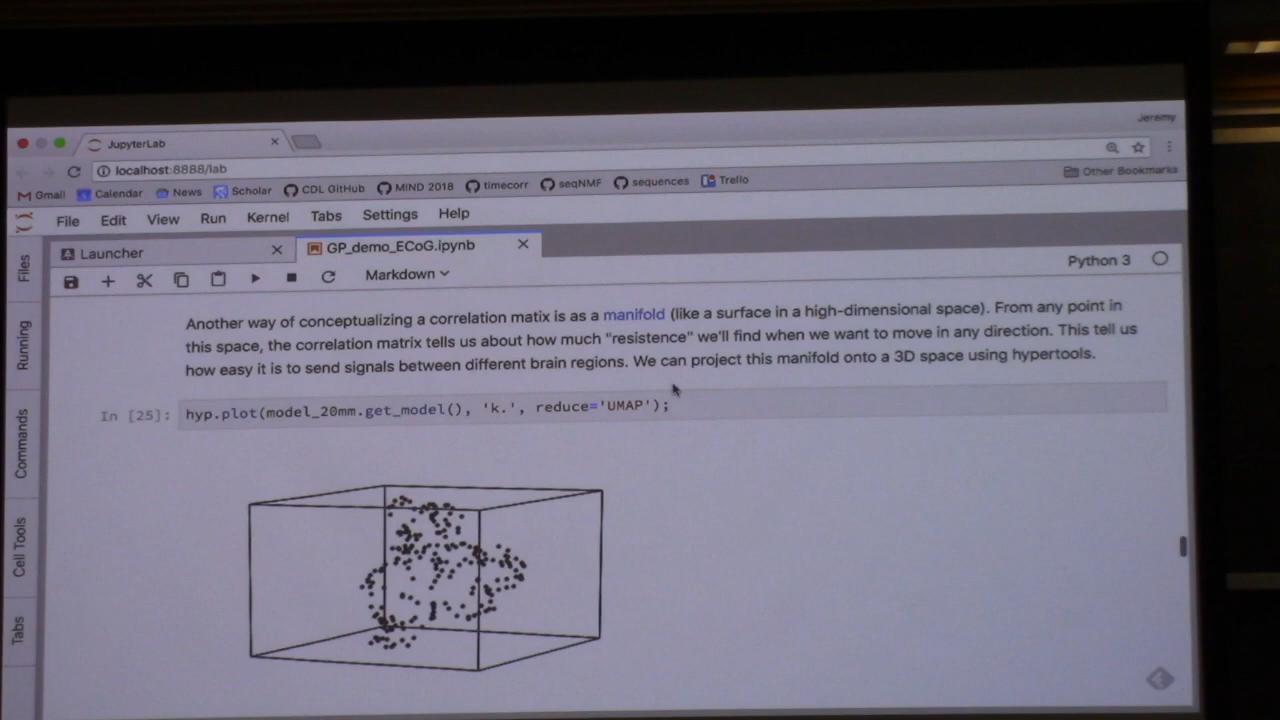 Jeremy
JupyterLab
localhost:8888/lab
Gmail Calendar News Scholar CDL GitHub MIND 2018 timecorr seqNMF sequences Trello Other Bookmarks
File Edit View Run Kernel Tabs Settings Help
Launcher GP_demo_ECoG.ipynb
Markdown Python 3
Files
Running
Commands
Cell Tools
Tabs
Another way of conceptualizing a correlation matix is as a manifold (like a surface in a high-dimensional space). From any point in
this space, the correlation matrix tells us about how much "resistence" we'll find when we want to move in any direction. This tell us
how easy it is to send signals between different brain regions. We can project this manifold onto a 3D space using hypertools.
In [25]: hyp.plot(model_20mm.get_model(), 'k.', reduce='UMAP');